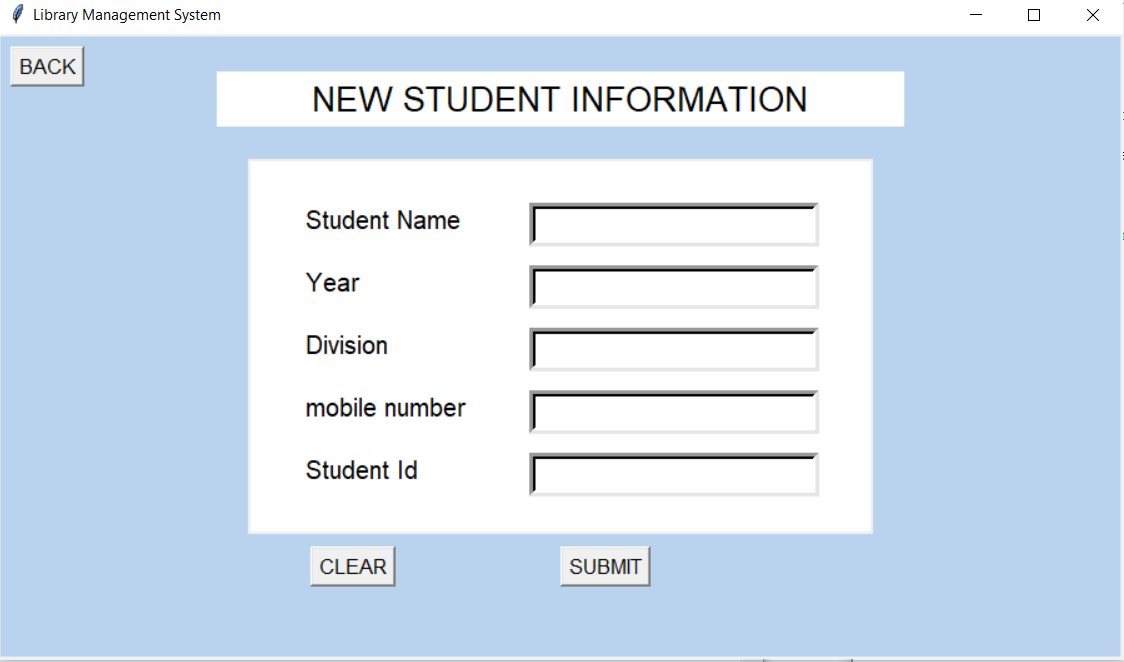 Library Management System
BACK
NEW STUDENT INFORMATION
Student Name
Year
Division
mobile number
Student Id
CLEAR
SUBMIT